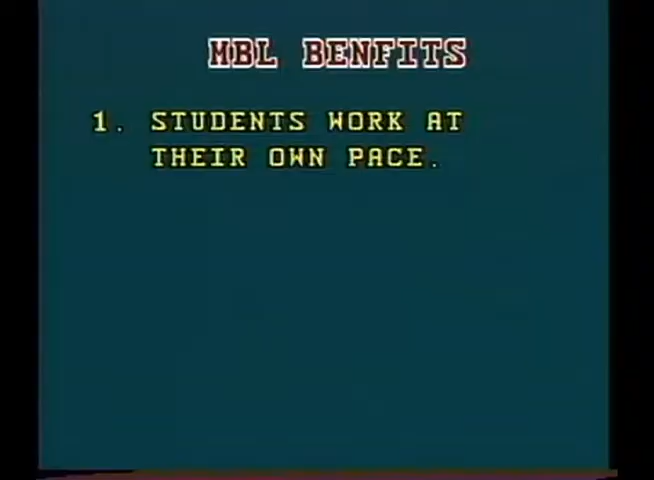 MBL BENFITS
1. STUDENTS WORK AT
THEIR OWN PACE.